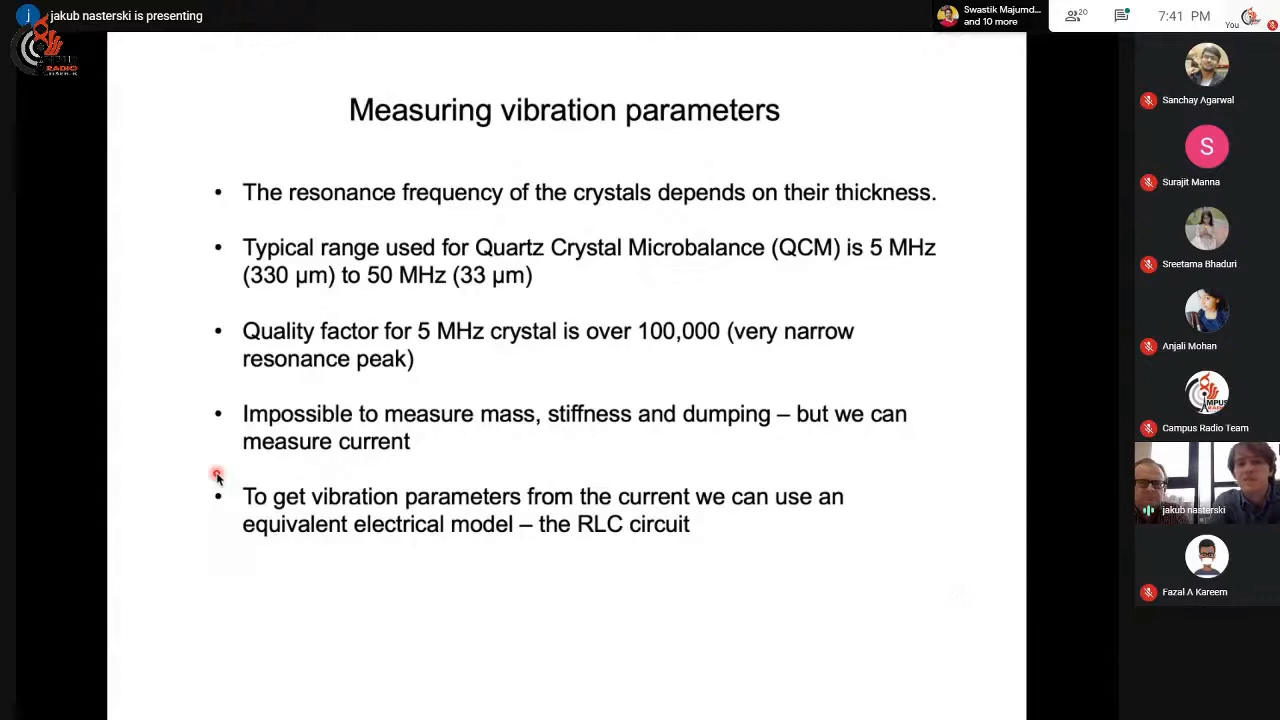 jakub nasterski is presenting
Swastik Majumd...
and 10 more
20
7:41 PM
You
RADIO
Measuring vibration parameters
• The resonance frequency of the crystals depends on their thickness.
• Typical range used for Quartz Crystal Microbalance (QCM) is 5 MHz
(330 μm) to 50 MHz (33 μm)
• Quality factor for 5 MHz crystal is over 100,000 (very narrow
resonance peak)
• Impossible to measure mass, stiffness and dumping – but we can
measure current
• To get vibration parameters from the current we can use an
equivalent electrical model – the RLC circuit
Sanchay Agarwal
S
Surajit Manna
Sreetama Bhaduri
Anjali Mohan
AMPUS
RADIO
Campus Radio Team
jakub nasterski
Fazal A Kareem